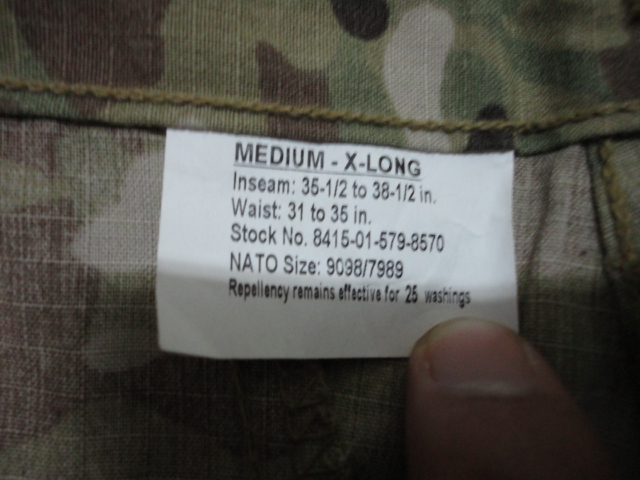 MEDIUM - X-LONG
Inseam: 35-1/2 to 38-1/2 in.
Waist: 31 to 35 in.
Stock No. 8415-01-579-8570
NATO Size: 9098/7989
Repellency remains effective for 25 washings